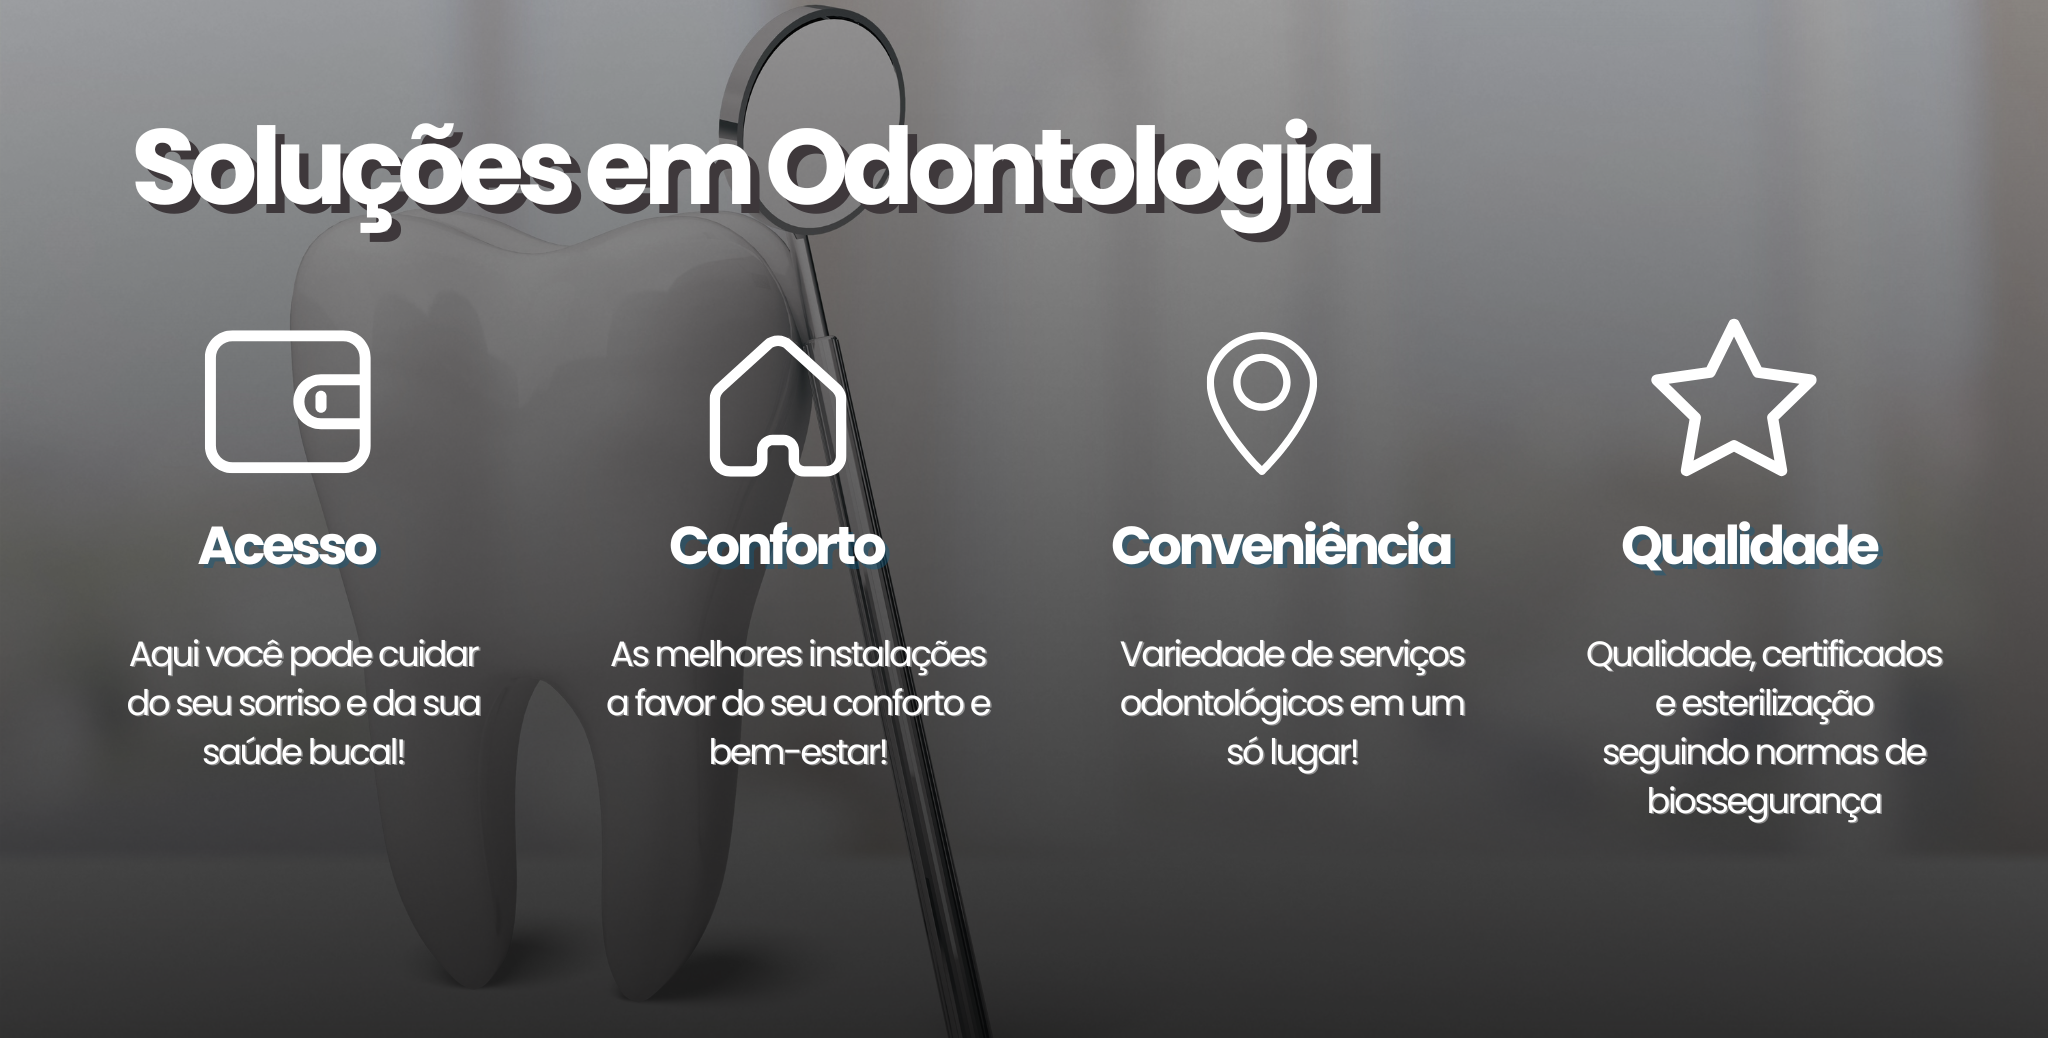 Soluções em Odontologia
Acesso
Aqui você pode cuidar
do seu sorriso e da sua
saúde bucal!
Conforto
As melhores instalações
a favor do seu conforto e
bem-estar!
Conveniência
Variedade de serviços
odontológicos em um
só lugar!
Qualidade
Qualidade, certificados
e esterilização
seguindo normas de
biossegurança